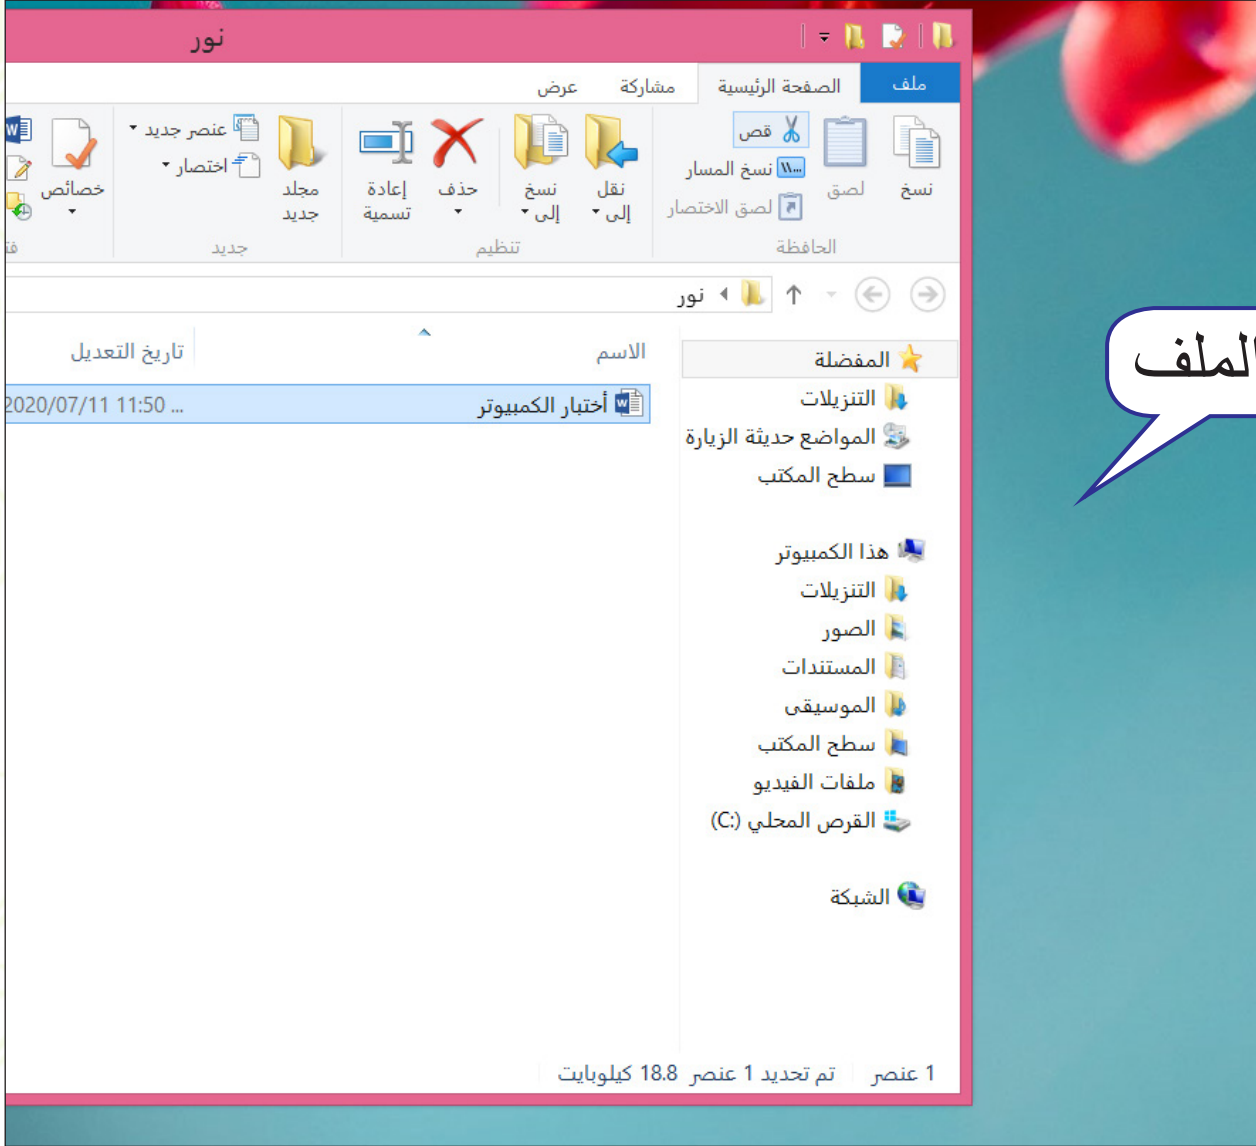 نور
ملف الصفحة الرئيسية مشاركة عرض
نسخ
لصق
قص
نسخ المسار
لصق الاختصار
الحافظة
نقل إلى
نسخ إلى
حذف
إعادة تسمية
تنظيم
مجلد جديد
عنصر جديد
اختصار
جديد
خصائص
نور
المفضلة
التنزيلات
المواضع حديثة الزيارة
سطح المكتب
هذا الكمبيوتر
التنزيلات
الصور
المستندات
الموسيقى
سطح المكتب
ملفات الفيديو
القرص المحلي (C:)
الشبكة
الاسم تاريخ التعديل
أختبار الكمبيوتر 2020/07/11 11:50 ...
1 عنصر تم تحديد 1 عنصر 18.8 كيلوبايت
الملف